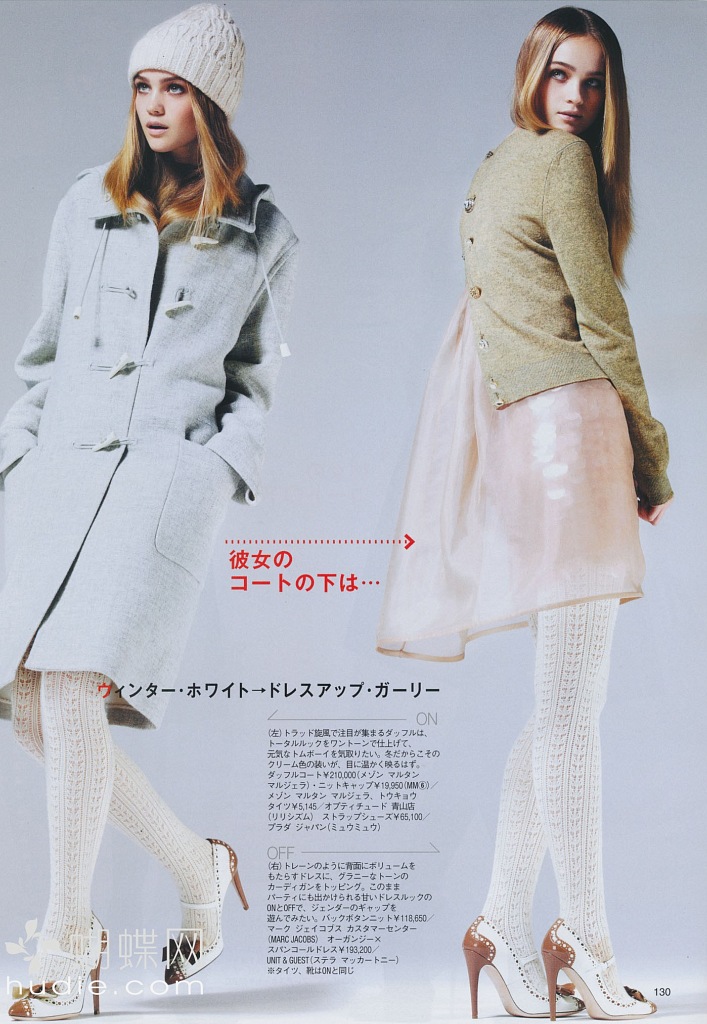 彼女の
コートの下は…
ウィンター・ホワイト→ドレスアップ・ガーリー
ON
(左)トラッド旋風で注目が集まるダッフルは、
トータルルックをワントーンで仕上げて、
元気なトムボーイを気取りたい。冬だからこその
クリーム色の装いが、目に温かく映るはず。
ダッフルコート¥210,000(メゾン マルタン
マルジェラ)・ニットキャップ¥19,950(MM⑥)/
メゾン マルタン マルジェラ、トウキョウ
タイツ¥5,145/オプティチュード 青山店
(リリシズム) ストラップシューズ¥65,100/
プラダ ジャパン(ミュウミュウ)
OFF
(右)トレーンのように背面にボリュームを
もたらすドレスに、グラニーなトーンの
カーディガンをトッピング。このまま
パーティにも出かけられる甘いドレスルックの
ONとOFFで、ジェンダーのギャップを
遊んでみたい。バックボタンニット¥118,650/
マーク ジェイコブス カスタマーセンター
(MARC JACOBS) オーガンジー×
スパンコールドレス¥193,200/
UNIT & GUEST(ステラ マッカートニー)
※タイツ、靴はONと同じ
蝴蝶网
hudie.com
130